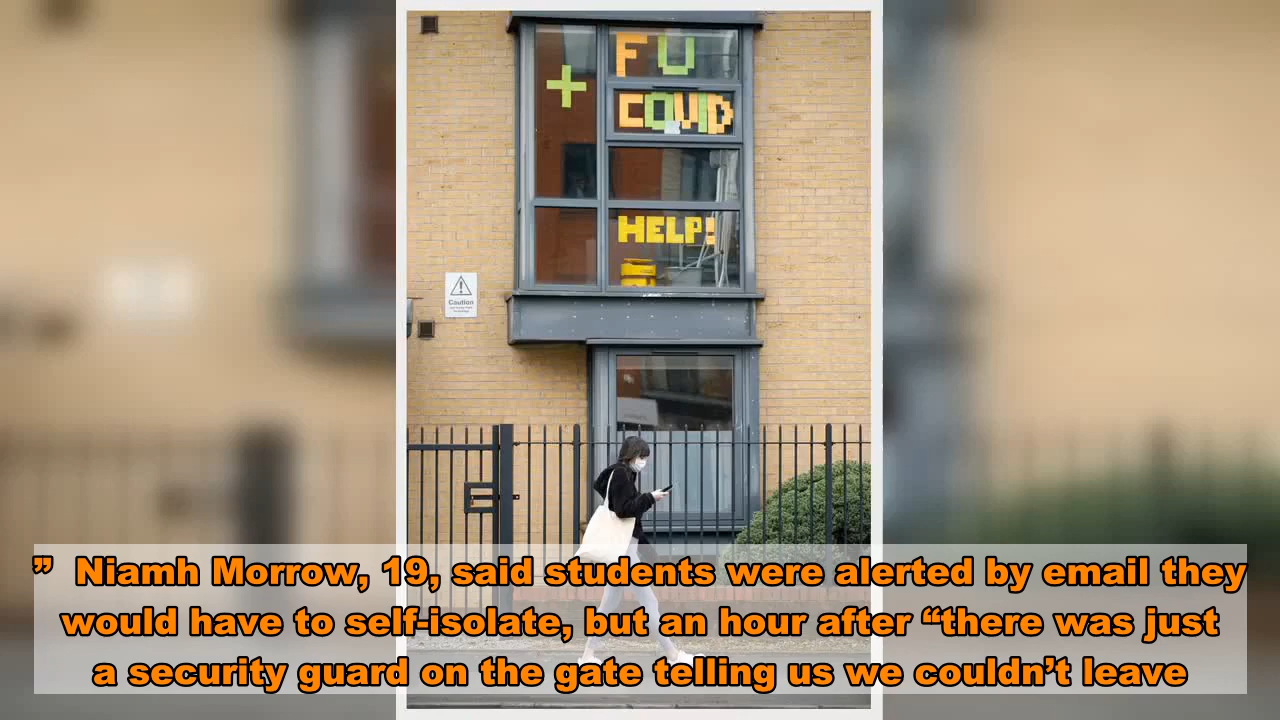 + F U
COVID
HELP!
Caution
” Niamh Morrow, 19, said students were alerted by email they
would have to self-isolate, but an hour after “there was just
a security guard on the gate telling us we couldn’t leave